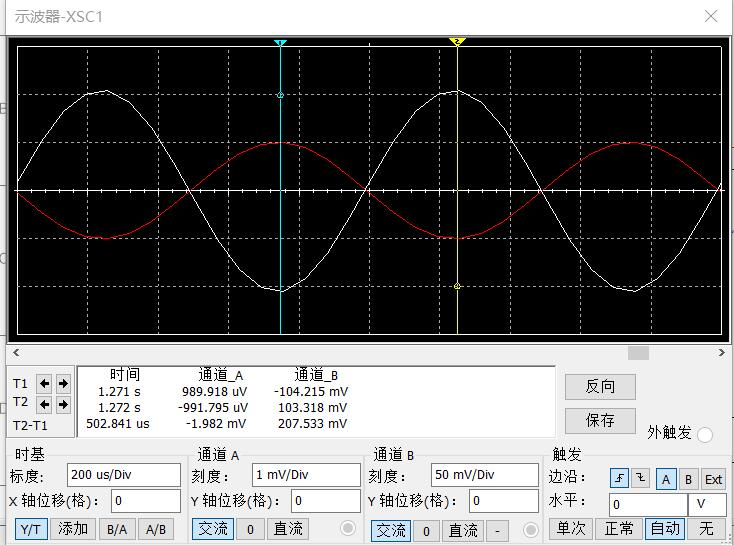 示波器-XSC1
1 2
T1 时间 通道_A 通道_B
1.271 s 989.918 uV -104.215 mV
T2 1.272 s -991.795 uV 103.318 mV
T2-T1 502.841 us -1.982 mV 207.533 mV
反向
保存
外触发
时基
标度： 200 us/Div
X 轴位移(格)： 0
Y/T 添加 B/A A/B
通道 A
刻度： 1 mV/Div
Y 轴位移(格)： 0
交流 0 直流
通道 B
刻度： 50 mV/Div
Y 轴位移(格)： 0
交流 0 直流 -
触发
边沿： A B Ext
水平： 0 V
单次 正常 自动 无